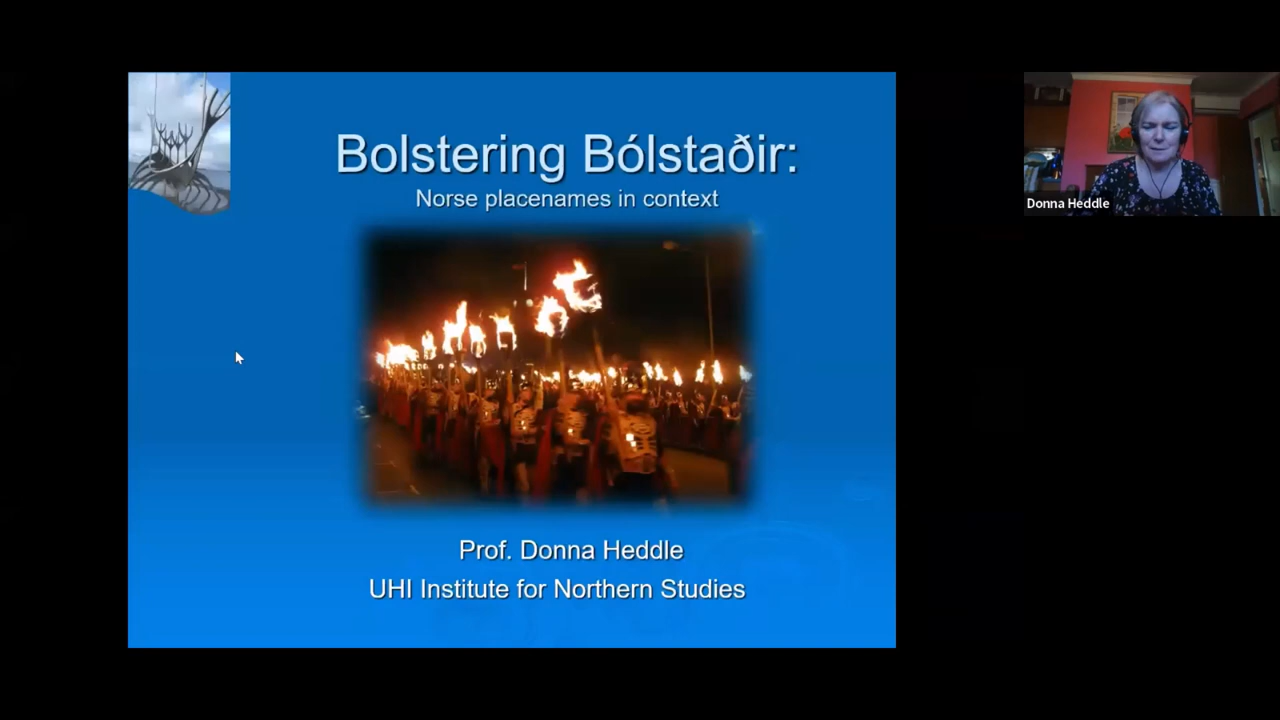 Bolstering Bólstaðir:
Norse placenames in context
Prof. Donna Heddle
UHI Institute for Northern Studies
Donna Heddle